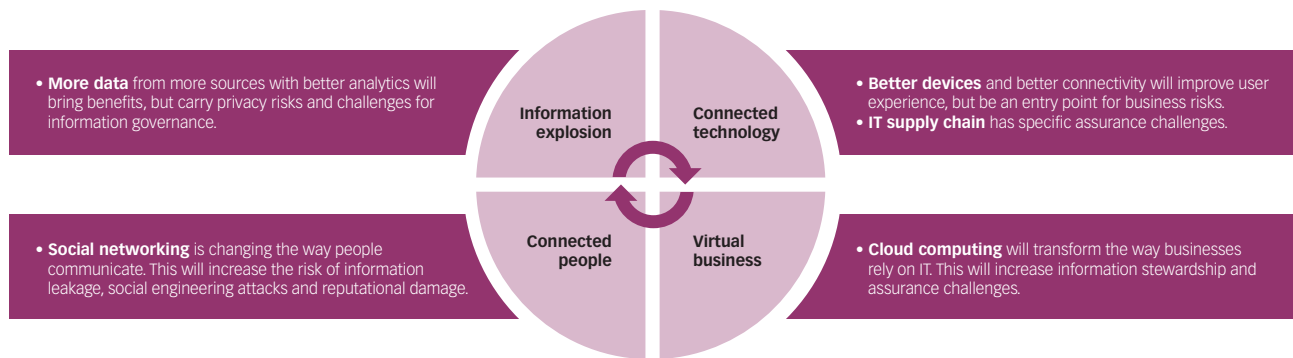 • More data from more sources with better analytics will
bring benefits, but carry privacy risks and challenges for
information governance.
Information
explosion
Connected
technology
• Better devices and better connectivity will improve user
experience, but be an entry point for business risks.
• IT supply chain has specific assurance challenges.
• Social networking is changing the way people
communicate. This will increase the risk of information
leakage, social engineering attacks and reputational damage.
Connected
people
Virtual
business
• Cloud computing will transform the way businesses
rely on IT. This will increase information stewardship and
assurance challenges.